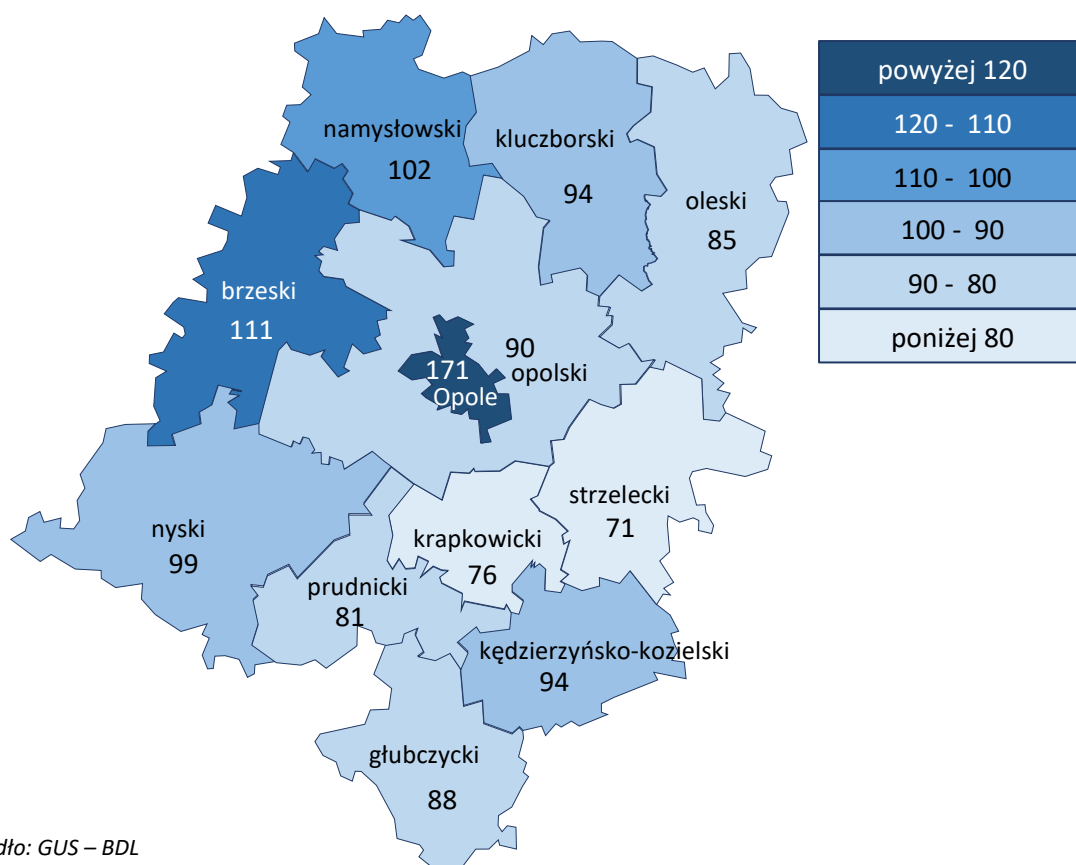 powyżej 120
120 - 110
110 - 100
100 - 90
90 - 80
poniżej 80
namysłowski
102
kluczborski
94
oleski
85
brzeski
111
90
opolski
171
Opole
strzelecki
71
nyski
99
krapkowicki
76
prudnicki
81
kędzierzyńsko-kozielski
94
głubczycki
88
dło: GUS – BDL